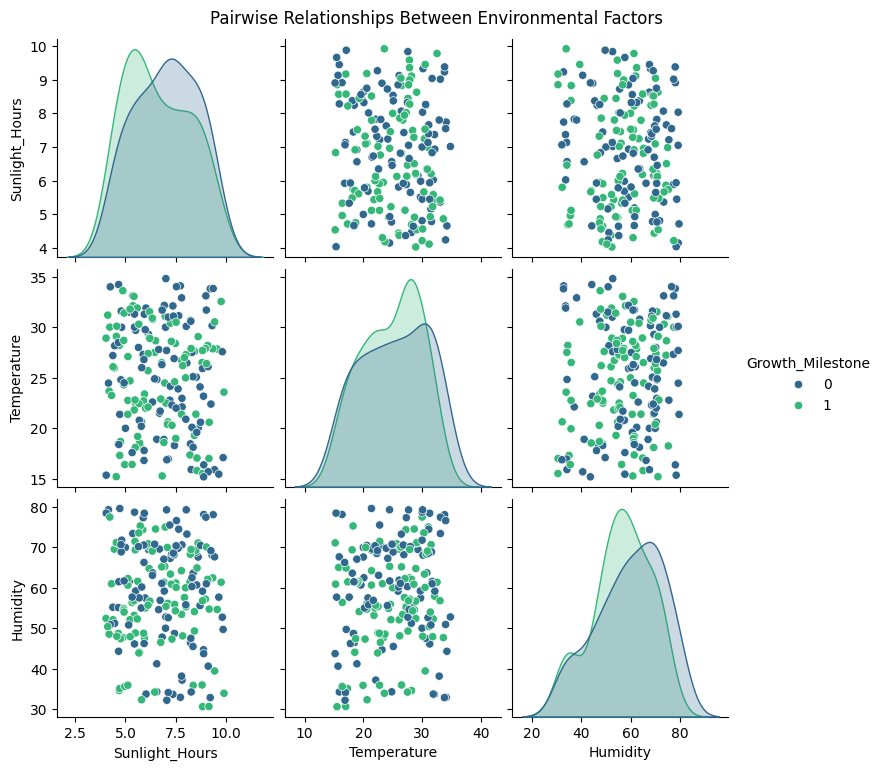 Pairwise Relationships Between Environmental Factors
Sunlight_Hours
10
9
8
7
6
5
4
Temperature
35
30
25
20
15
Growth_Milestone
0
1
Humidity
80
70
60
50
40
30
2.5 5.0 7.5 10.0
10 20 30 40
20 40 60 80
Sunlight_Hours
Temperature
Humidity